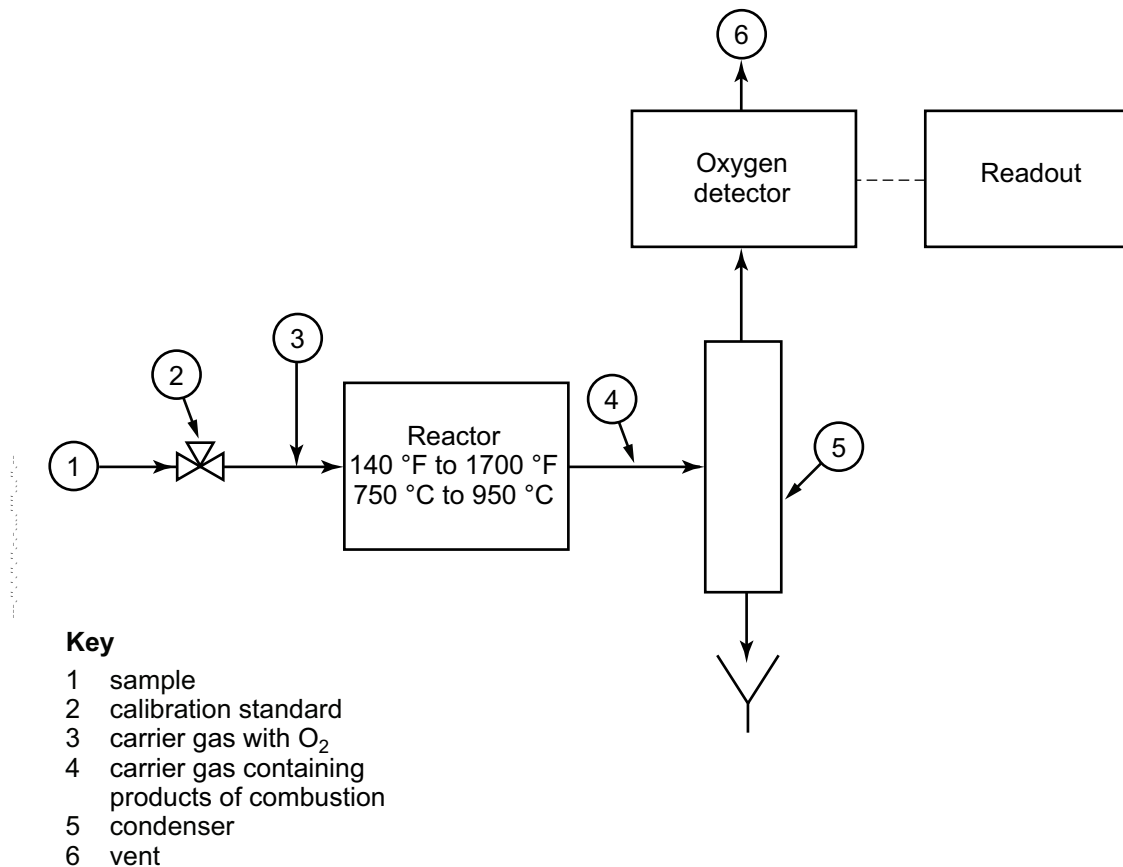 6
Oxygen
detector
Readout
3
2
4
1
Reactor
140 °F to 1700 °F
750 °C to 950 °C
5
Key
1 sample
2 calibration standard
3 carrier gas with O₂
4 carrier gas containing
products of combustion
5 condenser
6 vent